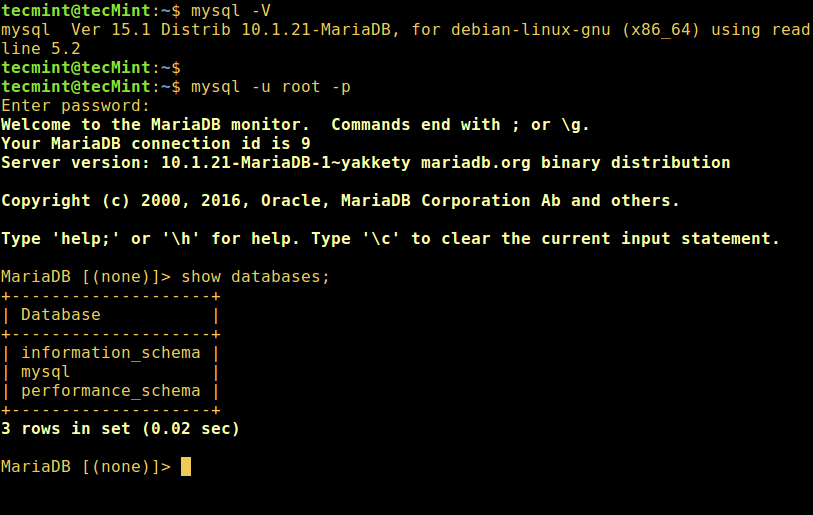 tecmint@tecMint:~$ mysql -V
mysql  Ver 15.1 Distrib 10.1.21-MariaDB, for debian-linux-gnu (x86_64) using read
line 5.2
tecmint@tecMint:~$
tecmint@tecMint:~$ mysql -u root -p
Enter password:
Welcome to the MariaDB monitor.  Commands end with ; or \g.
Your MariaDB connection id is 9
Server version: 10.1.21-MariaDB-1~yakkety mariadb.org binary distribution

Copyright (c) 2000, 2016, Oracle, MariaDB Corporation Ab and others.

Type 'help;' or '\h' for help. Type '\c' to clear the current input statement.

MariaDB [(none)]> show databases;
+--------------------+
| Database           |
+--------------------+
| information_schema |
| mysql              |
| performance_schema |
+--------------------+
3 rows in set (0.02 sec)

MariaDB [(none)]>